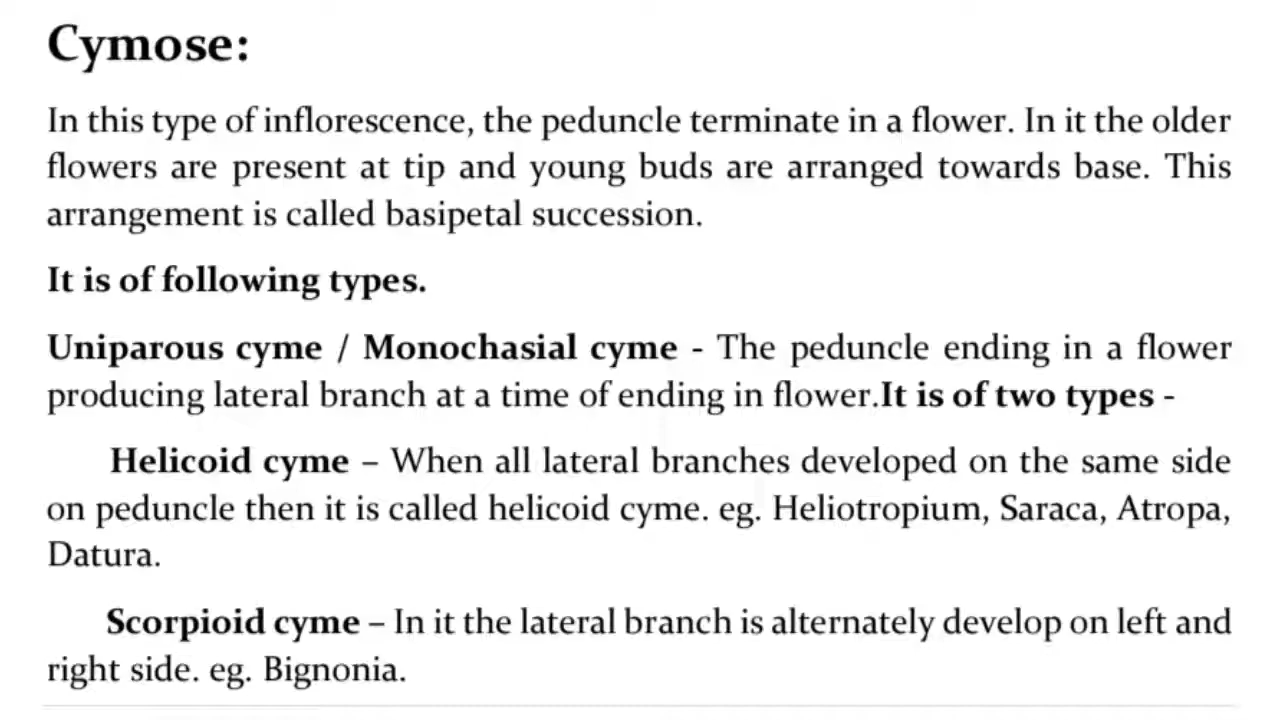 Cymose:
In this type of inflorescence, the peduncle terminate in a flower. In it the older
flowers are present at tip and young buds are arranged towards base. This
arrangement is called basipetal succession.
It is of following types.
Uniparous cyme / Monochasial cyme - The peduncle ending in a flower
producing lateral branch at a time of ending in flower.It is of two types -
Helicoid cyme – When all lateral branches developed on the same side
on peduncle then it is called helicoid cyme. eg. Heliotropium, Saraca, Atropa,
Datura.
Scorpioid cyme – In it the lateral branch is alternately develop on left and
right side. eg. Bignonia.